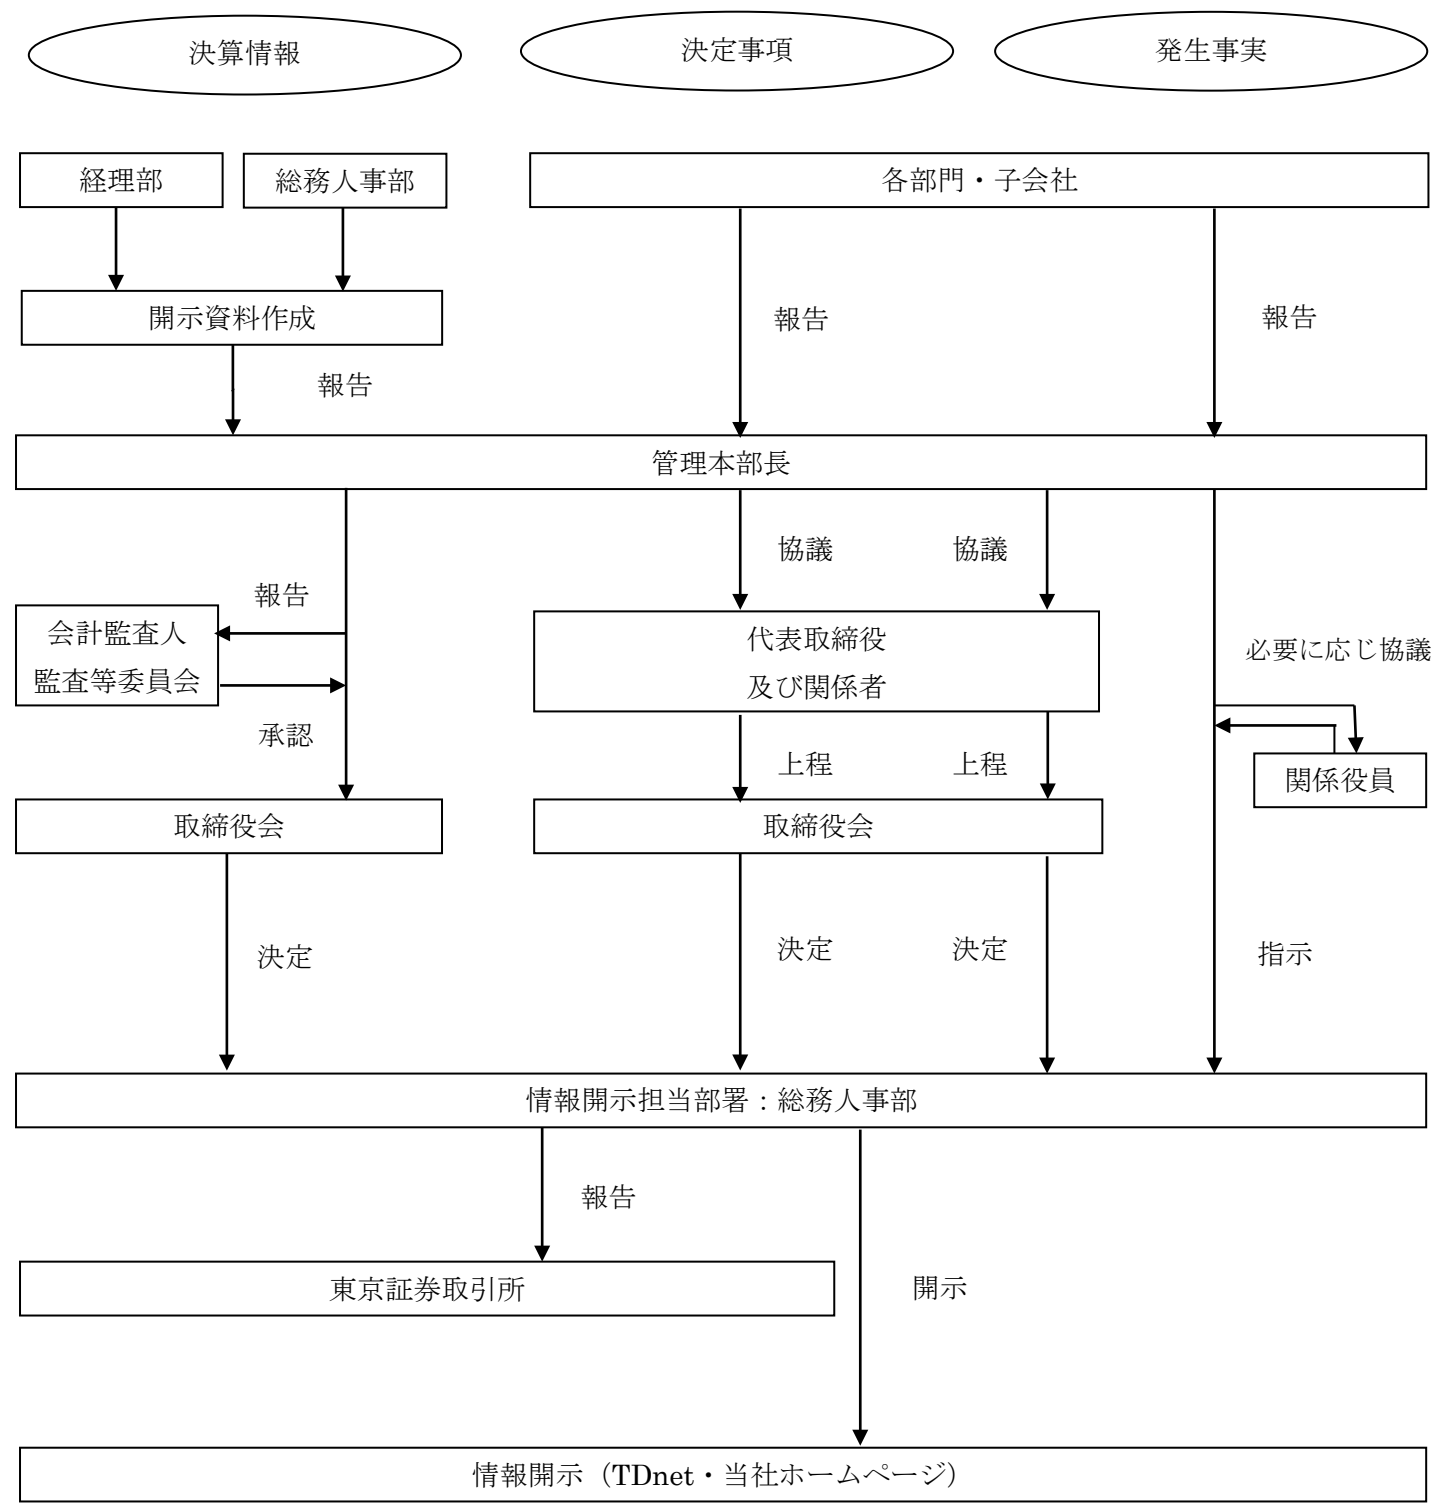 決算情報
決定事項
発生事実
経理部
総務人事部
各部門・子会社
開示資料作成
報告
報告
報告
管理本部長
協議
協議
報告
会計監査人
監査等委員会
承認
代表取締役
及び関係者
必要に応じ協議
上程
上程
関係役員
取締役会
取締役会
決定
決定
決定
指示
情報開示担当部署：総務人事部
報告
東京証券取引所
開示
情報開示（TDnet・当社ホームページ）